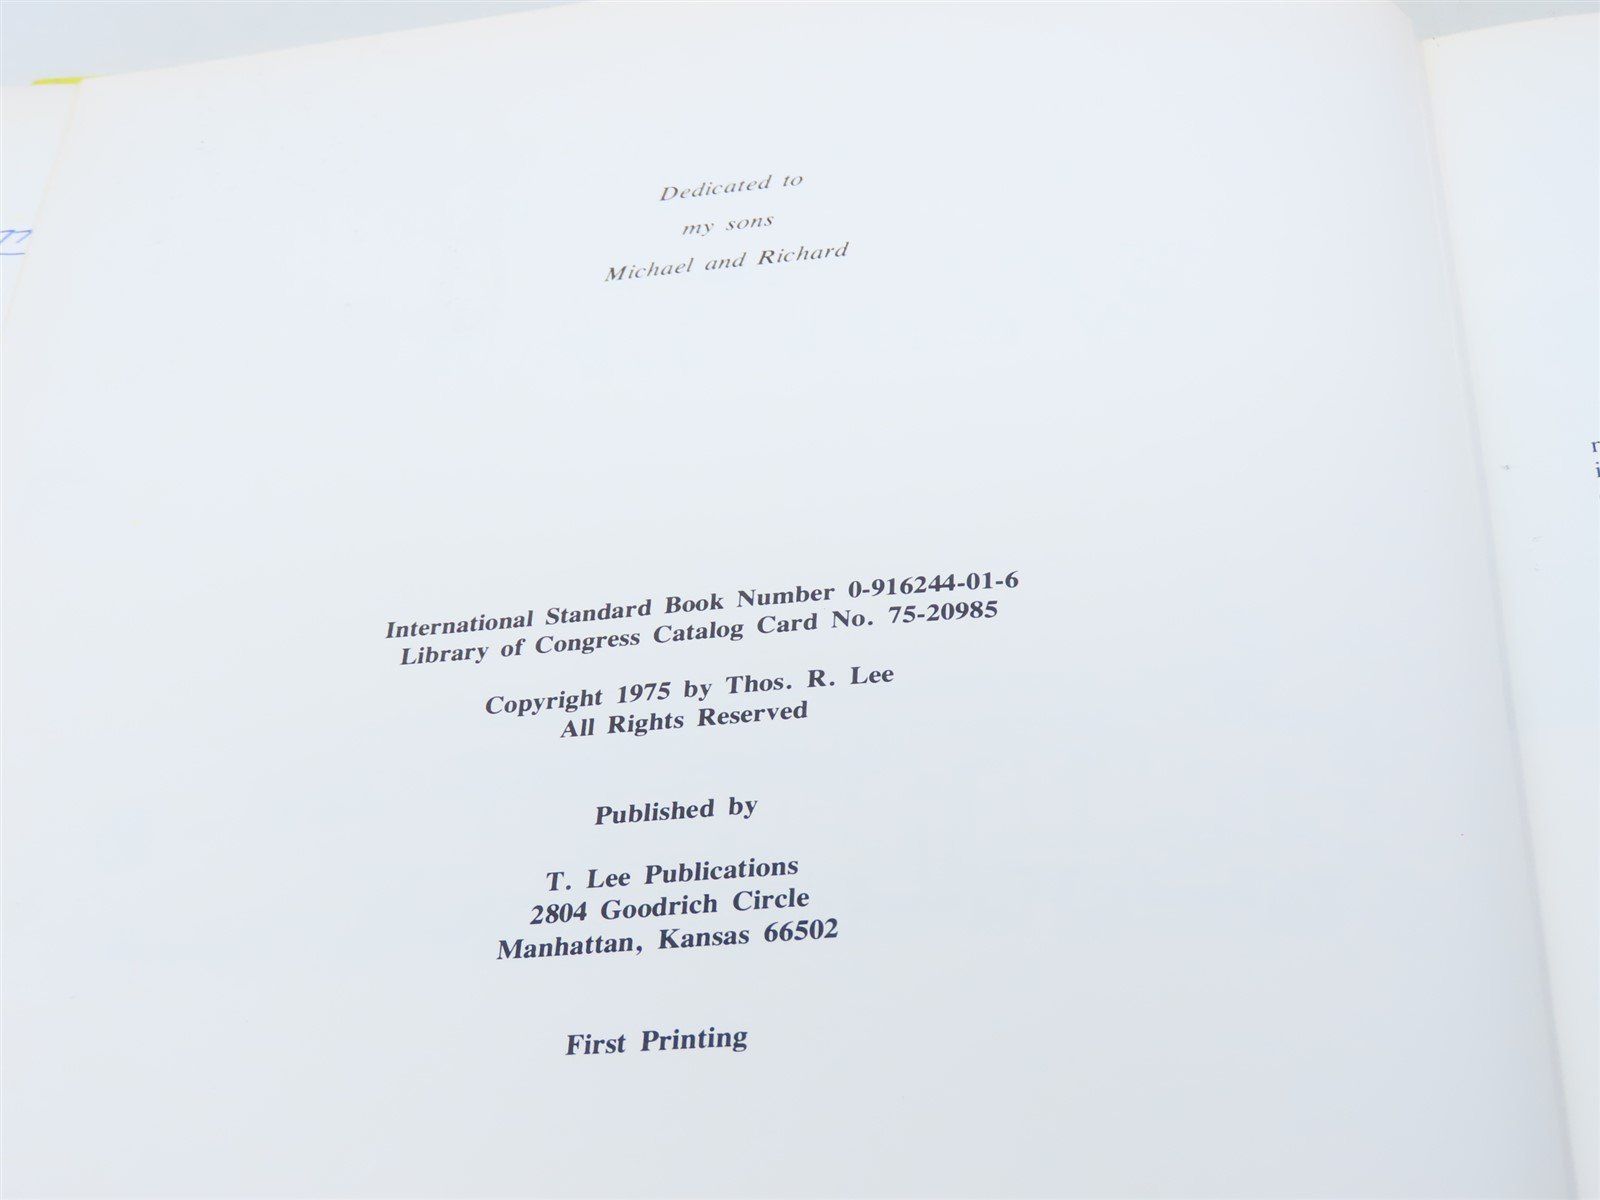 Dedicated to
my sons
Michael and Richard
International Standard Book Number 0-916244-01-6
Library of Congress Catalog Card No. 75-20985
Copyright 1975 by Thos. R. Lee
All Rights Reserved
Published by
T. Lee Publications
2804 Goodrich Circle
Manhattan, Kansas 66502
First Printing